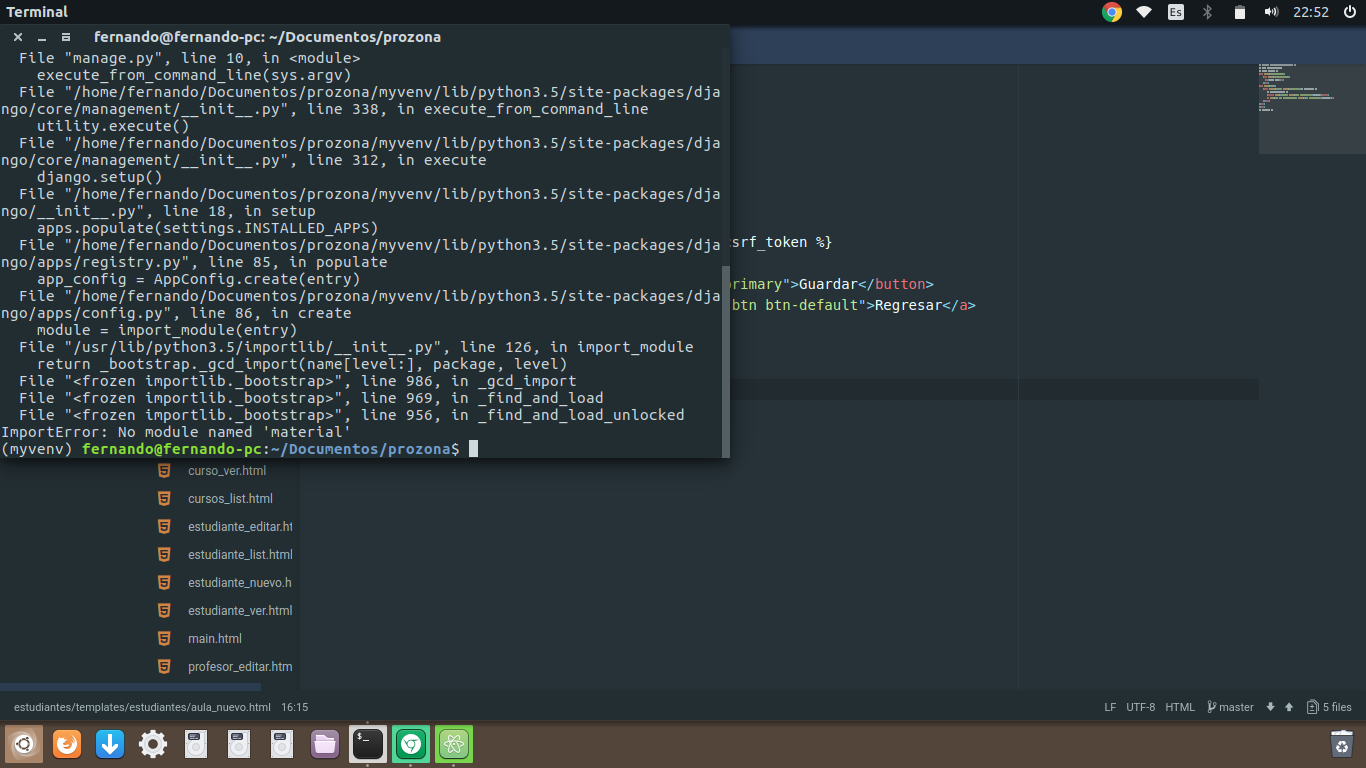 Terminal
Es
22:52
fernando@fernando-pc: ~/Documentos/prozona
File "manage.py", line 10, in <module>
execute_from_command_line(sys.argv)
File "/home/fernando/Documentos/prozona/myvenv/lib/python3.5/site-packages/dja
ngo/core/management/__init__.py", line 338, in execute_from_command_line
utility.execute()
File "/home/fernando/Documentos/prozona/myvenv/lib/python3.5/site-packages/dja
ngo/core/management/__init__.py", line 312, in execute
django.setup()
File "/home/fernando/Documentos/prozona/myvenv/lib/python3.5/site-packages/dja
ngo/__init__.py", line 18, in setup
apps.populate(settings.INSTALLED_APPS)
File "/home/fernando/Documentos/prozona/myvenv/lib/python3.5/site-packages/dja
ngo/apps/registry.py", line 85, in populate
app_config = AppConfig.create(entry)
File "/home/fernando/Documentos/prozona/myvenv/lib/python3.5/site-packages/dja
ngo/apps/config.py", line 86, in create
module = import_module(entry)
File "/usr/lib/python3.5/importlib/__init__.py", line 126, in import_module
return _bootstrap._gcd_import(name[level:], package, level)
File "<frozen importlib._bootstrap>", line 986, in _gcd_import
File "<frozen importlib._bootstrap>", line 969, in _find_and_load
File "<frozen importlib._bootstrap>", line 956, in _find_and_load_unlocked
ImportError: No module named 'material'
(myvenv) fernando@fernando-pc:~/Documentos/prozona$
srf_token %}
rimary">Guardar</button>
btn btn-default">Regresar</a>
curso_ver.html
cursos_list.html
estudiante_editar.ht
estudiante_list.html
estudiante_nuevo.h
estudiante_ver.html
main.html
profesor_editar.htm
estudiantes/templates/estudiantes/aula_nuevo.html 16:15
LF UTF-8 HTML master 5 files